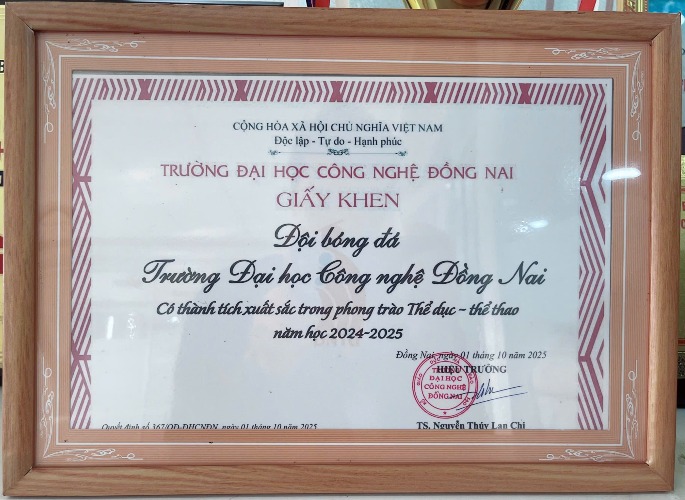 CỘNG HÒA XÃ HỘI CHỦ NGHĨA VIỆT NAM
Độc lập - Tự do - Hạnh phúc
TRƯỜNG ĐẠI HỌC CÔNG NGHỆ ĐỒNG NAI
GIẤY KHEN
Đội bóng đá
Trường Đại học Công nghệ Đồng Nai
Có thành tích xuất sắc trong phong trào Thể dục - thể thao
năm học 2024-2025
Đồng Nai, ngày 01 tháng 10 năm 2025
HIỆU TRƯỞNG
TRƯỜNG
ĐẠI HỌC
CÔNG NGHỆ
ĐỒNG NAI
TS. Nguyễn Thúy Lan Chi
Quyết định số 367/QĐ-ĐHCNĐN, ngày 01 tháng 10 năm 2025